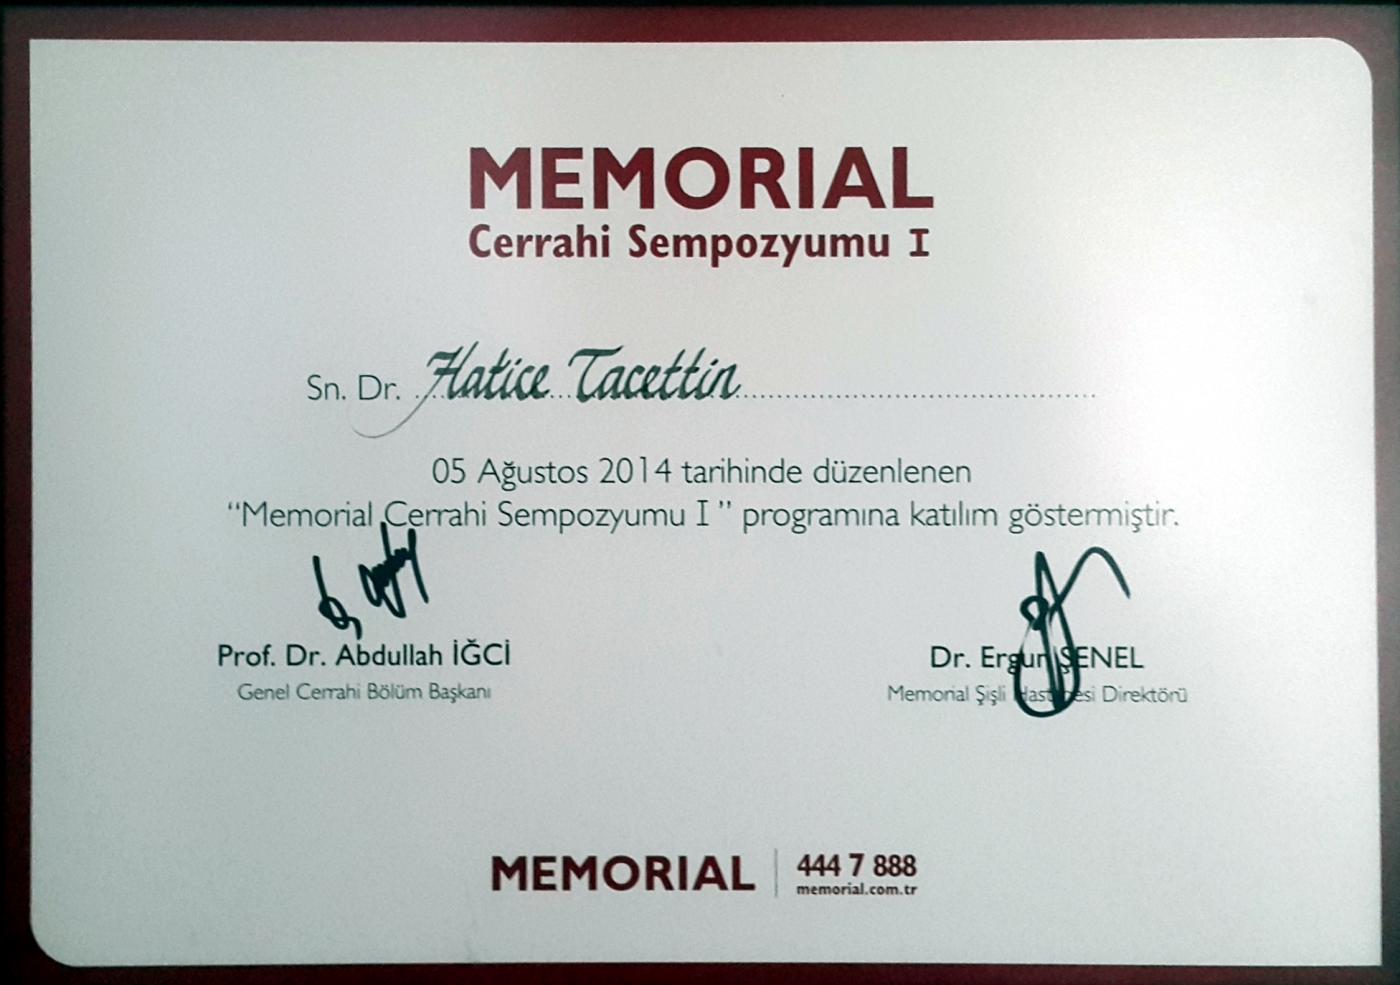 MEMORIAL
Cerrahi Sempozyumu I
Sn. Dr. Hatice Tacettin
05 Ağustos 2014 tarihinde düzenlenen
“Memorial Cerrahi Sempozyumu I ” programına katılım göstermiştir.
Prof. Dr. Abdullah İĞCİ
Genel Cerrahi Bölüm Başkanı
Dr. Ergun ŞENEL
Memorial Şişli Hastanesi Direktörü
MEMORIAL
444 7 888
memorial.com.tr